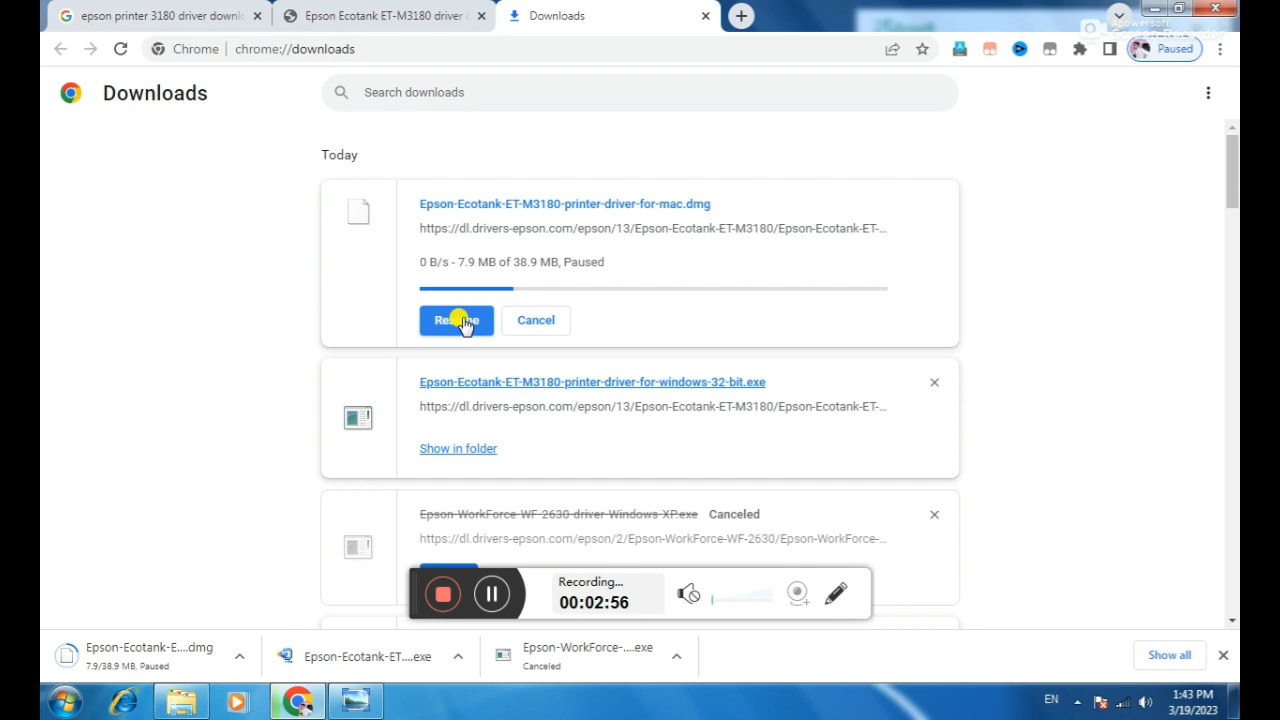 epson printer 3180 driver downl
Epson Ecotank ET-M3180 driver
Downloads
Apowersoft
Screen Recorder
Chrome
chrome://downloads
Paused
Downloads
Search downloads
Today
Epson-Ecotank-ET-M3180-printer-driver-for-mac.dmg
https://dl.drivers-epson.com/epson/13/Epson-Ecotank-ET-M3180/Epson-Ecotank-ET-...
0 B/s - 7.9 MB of 38.9 MB, Paused
Cancel
Epson-Ecotank-ET-M3180-printer-driver-for-windows-32-bit.exe
https://dl.drivers-epson.com/epson/13/Epson-Ecotank-ET-M3180/Epson-Ecotank-ET-...
Show in folder
Epson-WorkForce-WF-2630-driver-Windows-XP.exe Canceled
https://dl.drivers-epson.com/epson/2/Epson-WorkForce-WF-2630/Epson-WorkForce-...
Recording...
00:02:56
Epson-Ecotank-E....dmg
7.9/38.9 MB, Paused
Epson-Ecotank-ET....exe
Epson-WorkForce-....exe
Canceled
Show all
EN
1:43 PM
3/19/2023